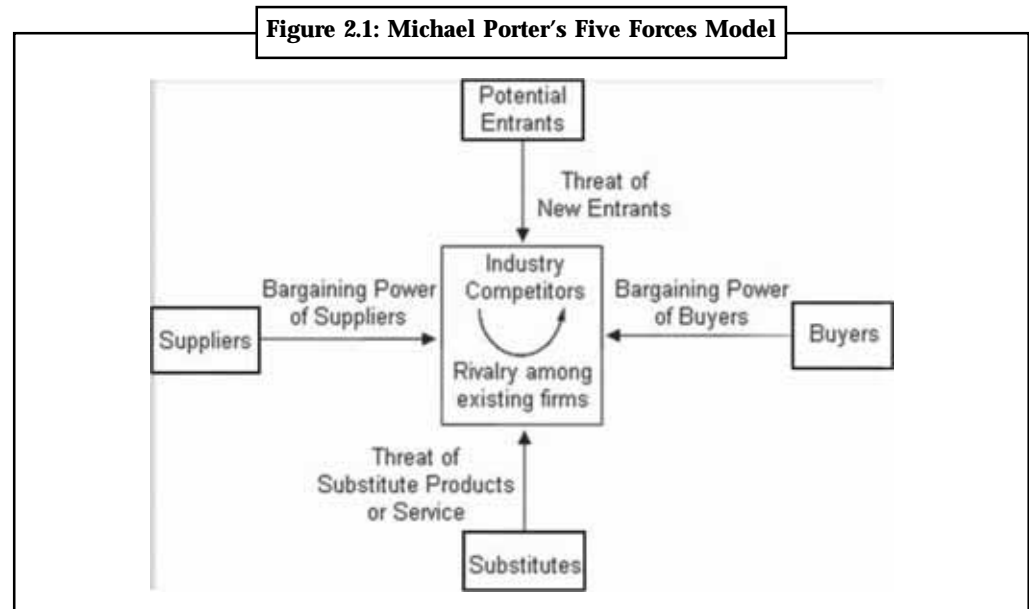 Figure 2.1: Michael Porter's Five Forces Model
Potential
Entrants
Threat of
New Entrants
Industry
Competitors
Bargaining Power
of Suppliers
Bargaining Power
of Buyers
Suppliers
Buyers
Rivalry among
existing firms
Threat of
Substitute Products
or Service
Substitutes